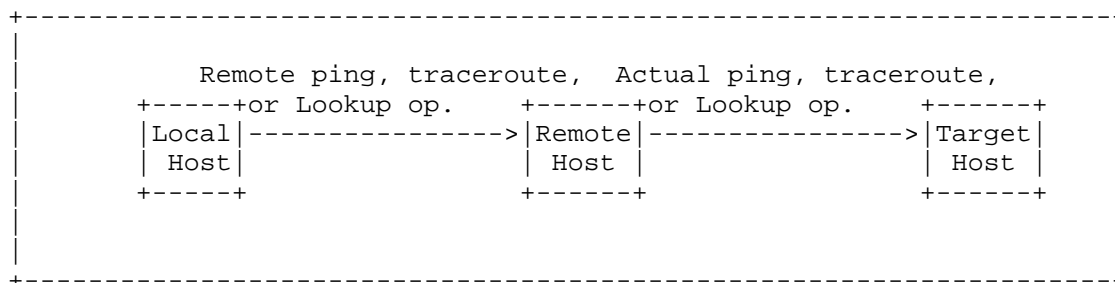 Remote ping, traceroute, Actual ping, traceroute,
or Lookup op. or Lookup op.
Local Remote Target
Host Host Host